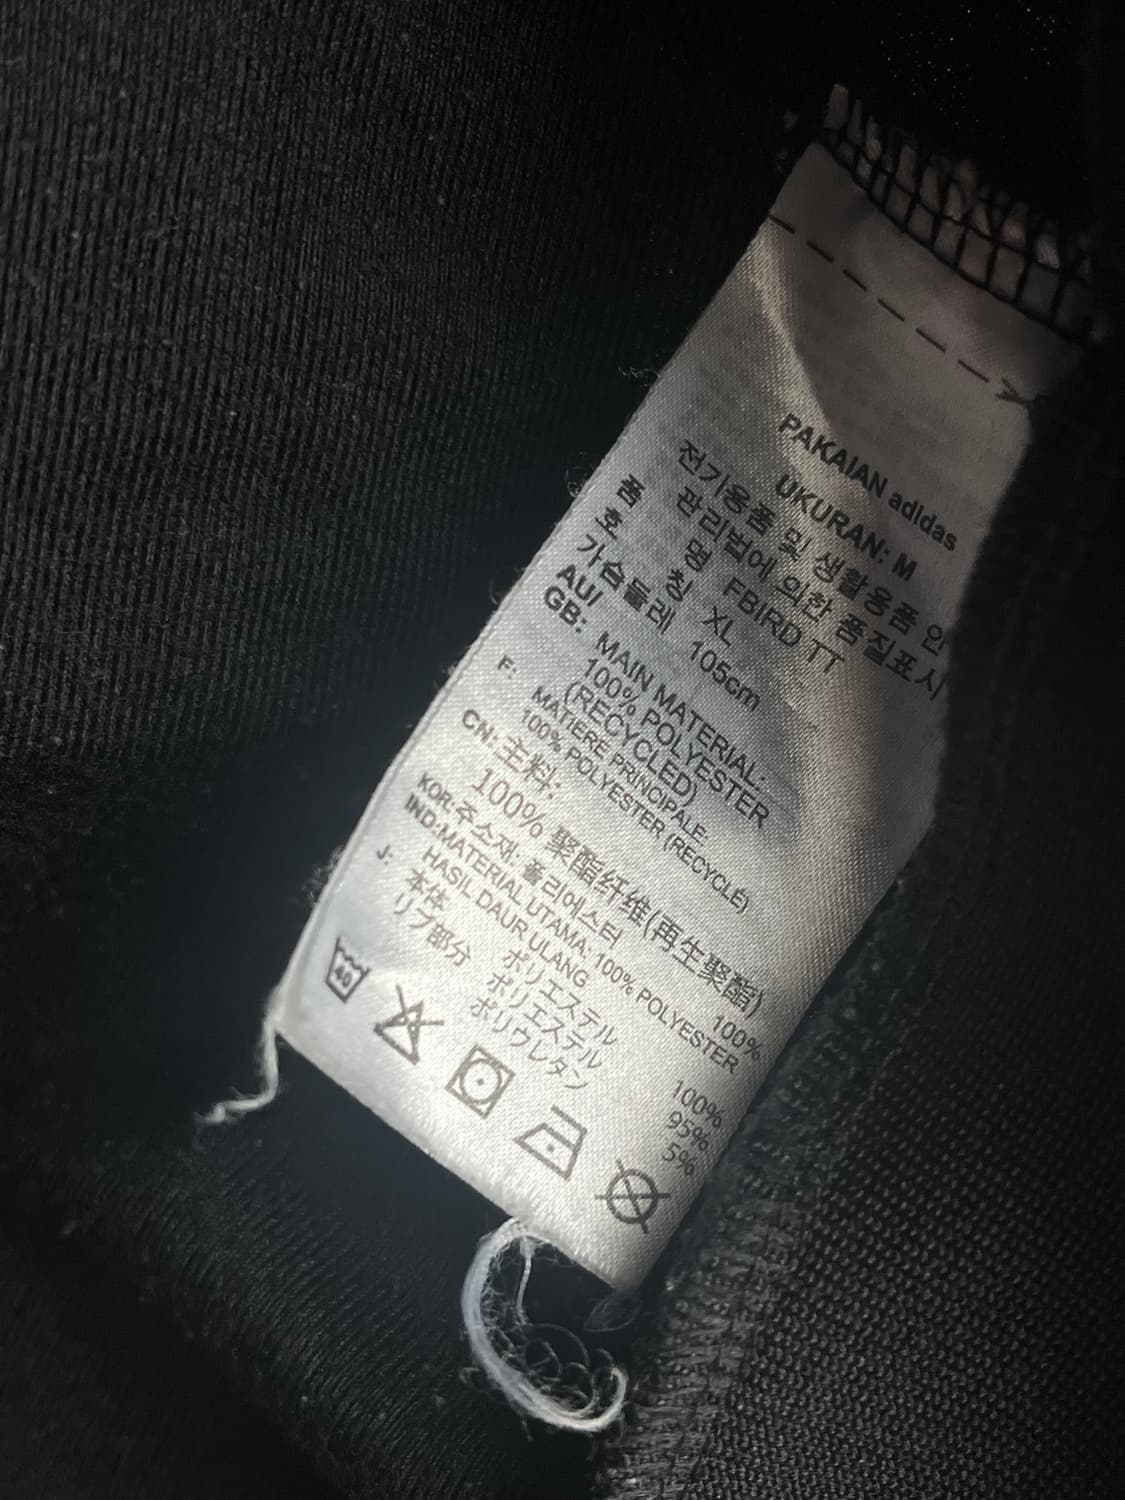 PAKAIAN adidas
UKURAN: M
전기용품 및 생활용품 안
관리법에 의한 품질표시
품 명 FBIRD TT
호 칭 XL
가슴둘레 105cm
AU/
GB: MAIN MATERIAL:
100% POLYESTER
(RECYCLED)
F: MATIERE PRINCIPALE:
100% POLYESTER (RECYCLÉ)
CN: 主料:
100% 聚酯纤维(再生聚酯)
KOR: 주소재: 폴리에스터 100%
IND:MATERIAL UTAMA: 100% POLYESTER
HASIL DAUR ULANG
J: 本体 ポリエステル 100%
リブ部分 ポリエステル 95%
ポリウレタン 5%
40